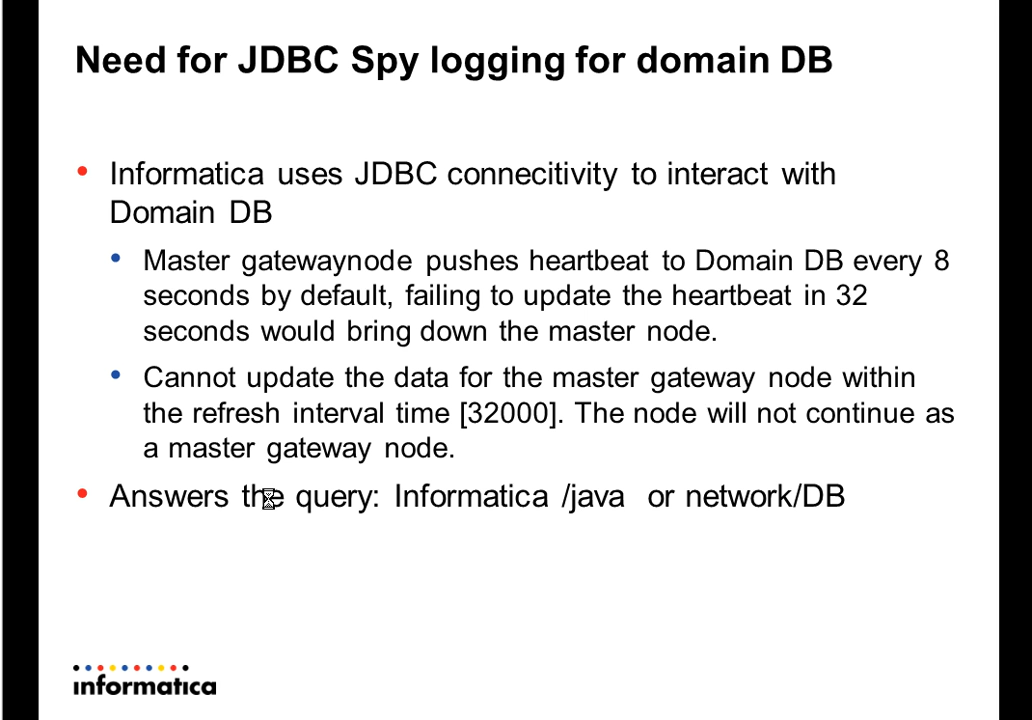 Need for JDBC Spy logging for domain DB
• Informatica uses JDBC connecitivity to interact with
Domain DB
• Master gatewaynode pushes heartbeat to Domain DB every 8
seconds by default, failing to update the heartbeat in 32
seconds would bring down the master node.
• Cannot update the data for the master gateway node within
the refresh interval time [32000]. The node will not continue as
a master gateway node.
• Answers the query: Informatica /java or network/DB
informatica